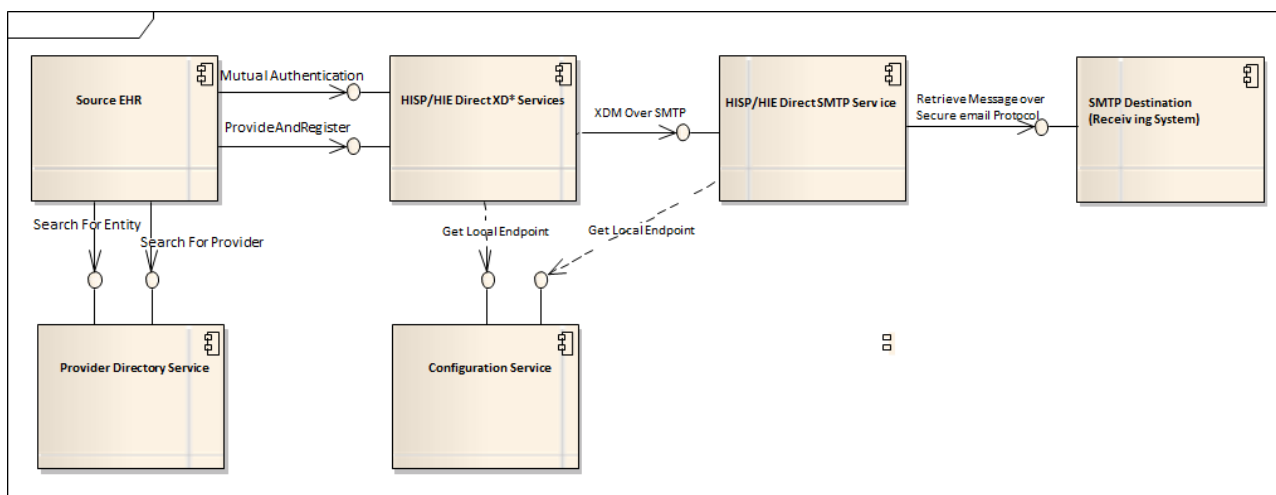 Source EHR
Mutual Authentication
ProvideAndRegister
HISP/HIE Direct XD* Services
XDM Over SMTP
HISP/HIE Direct SMTP Service
Retrieve Message over
Secure email Protocol
SMTP Destination
(Receiving System)
Search For Entity
Search For Provider
Get Local Endpoint
Get Local Endpoint
Provider Directory Service
Configuration Service